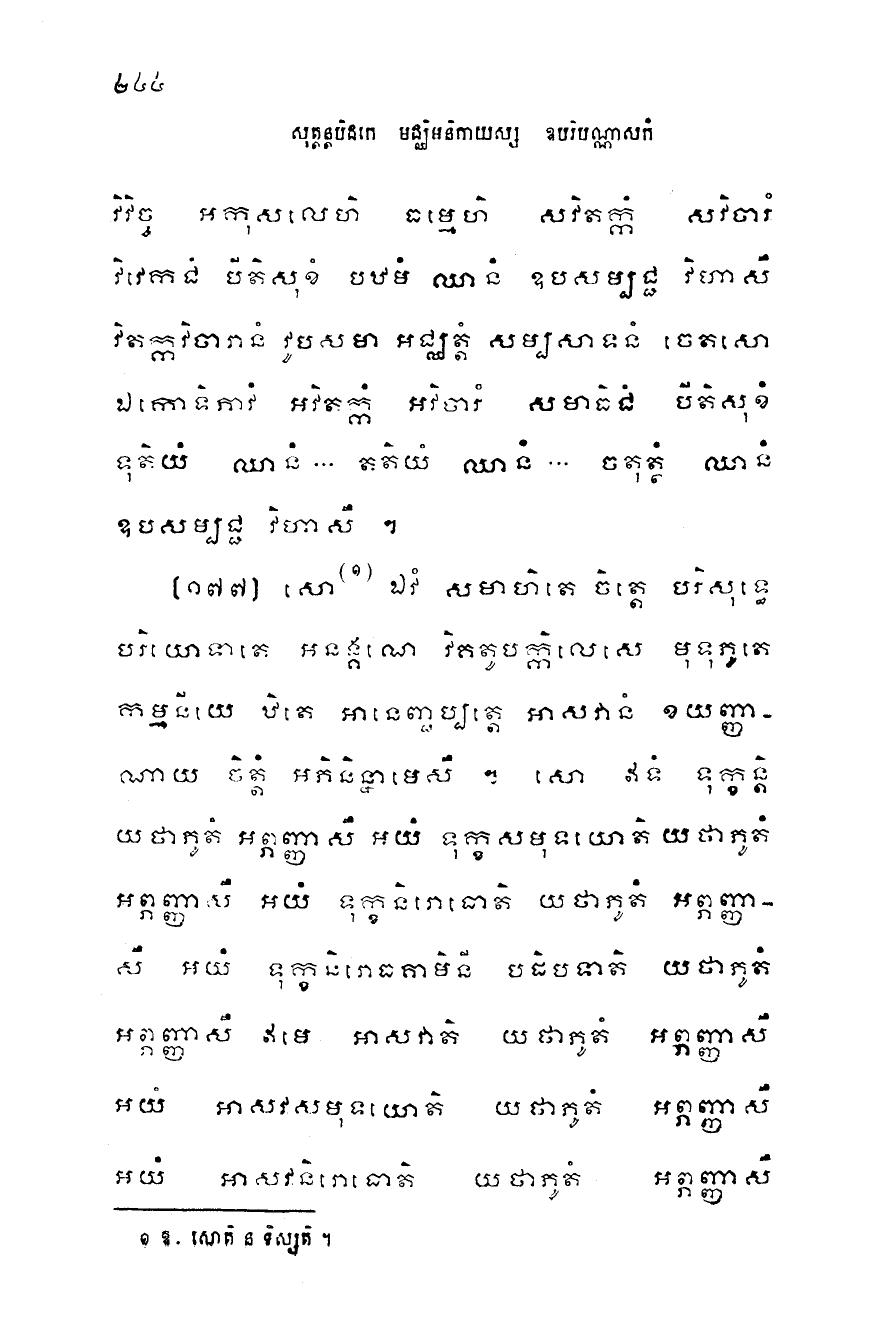 ២៤៤
សុត្តន្តបិដកេ មជ្ឈិមនិកាយស្ស ឧបរិបណ្ណាសកំ
វិវិច្ច អកុសលេហិ ធម្មេហិ សវិតក្កំ សវិចារំ
វិវេកជំ បីតិសុខំ បឋមំ ឈានំ ឧបសម្បជ្ជ វិហាសឹ
វិតក្កវិចារានំ វូបសមា អជ្ឈត្តំ សម្បសាទនំ ចេតសោ
ឯកោទិភាវំ អវិតក្កំ អវិចារំ សមាធិជំ បីតិសុខំ
ទុតិយំ ឈានំ ... តតិយំ ឈានំ ... ចតុត្ថំ ឈានំ
ឧបសម្បជ្ជ វិហាសឹ ។
[១៧៧] សោ(១) ឯវំ សមាហិតេ ចិត្តេ បរិសុទ្ធេ
បរិយោទាតេ អនង្គណេ វិគតូបក្កិលេសេ មុទុភូតេ
កម្មនីយេ ឋិតេ អានេញ្ជប្បត្តេ អាសវានំ ខយញ្ញា-
ណាយ ចិត្តំ អភិនិន្នាមេសឹ ។ សោ ឥទំ ទុក្ខន្តិ
យថាភូតំ អព្ភញ្ញាសឹ អយំ ទុក្ខសមុទយោតិ យថាភូតំ
អព្ភញ្ញាសឹ អយំ ទុក្ខនិរោធោតិ យថាភូតំ អព្ភញ្ញា-
សឹ អយំ ទុក្ខនិរោធគាមិនី បដិបទាតិ យថាភូតំ
អព្ភញ្ញាសឹ ឥមេ អាសវាតិ យថាភូតំ អព្ភញ្ញាសឹ
អយំ អាសវសមុទយោតិ យថាភូតំ អព្ភញ្ញាសឹ
អយំ អាសវនិរោធោតិ យថាភូតំ អព្ភញ្ញាសឹ
១ ឱ. សោតិ ន ទិស្សតិ ។